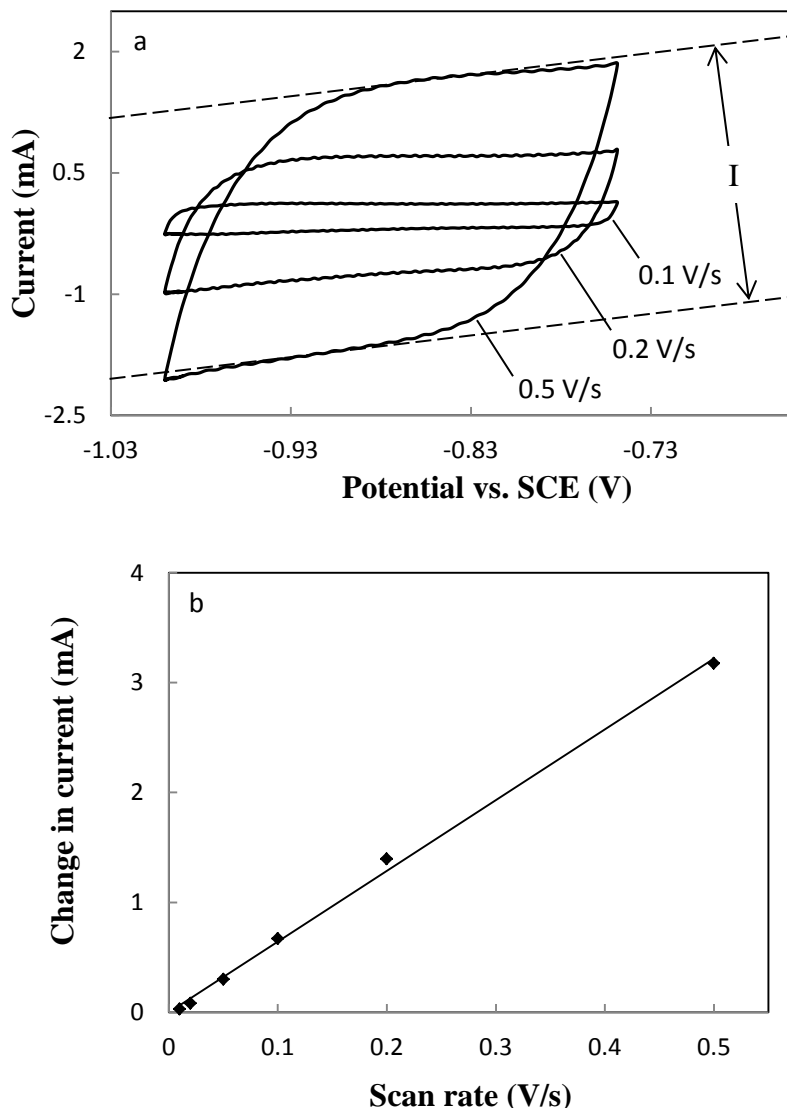 a
2
0.5
-1
-2.5
Current (mA)
I
0.1 V/s
0.2 V/s
0.5 V/s
-1.03 -0.93 -0.83 -0.73
Potential vs. SCE (V)
b
4
3
2
1
0
Change in current (mA)
0 0.1 0.2 0.3 0.4 0.5
Scan rate (V/s)